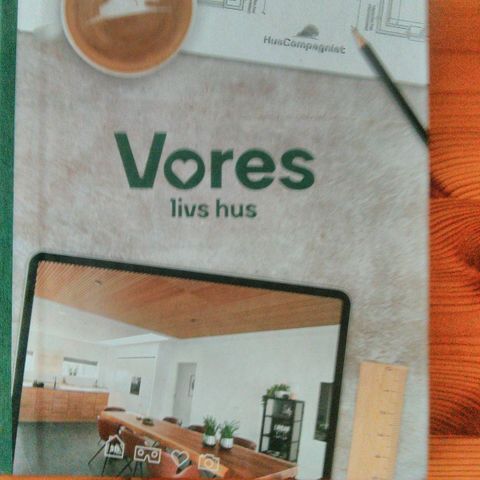 HusCompagniet
Vores
livs hus